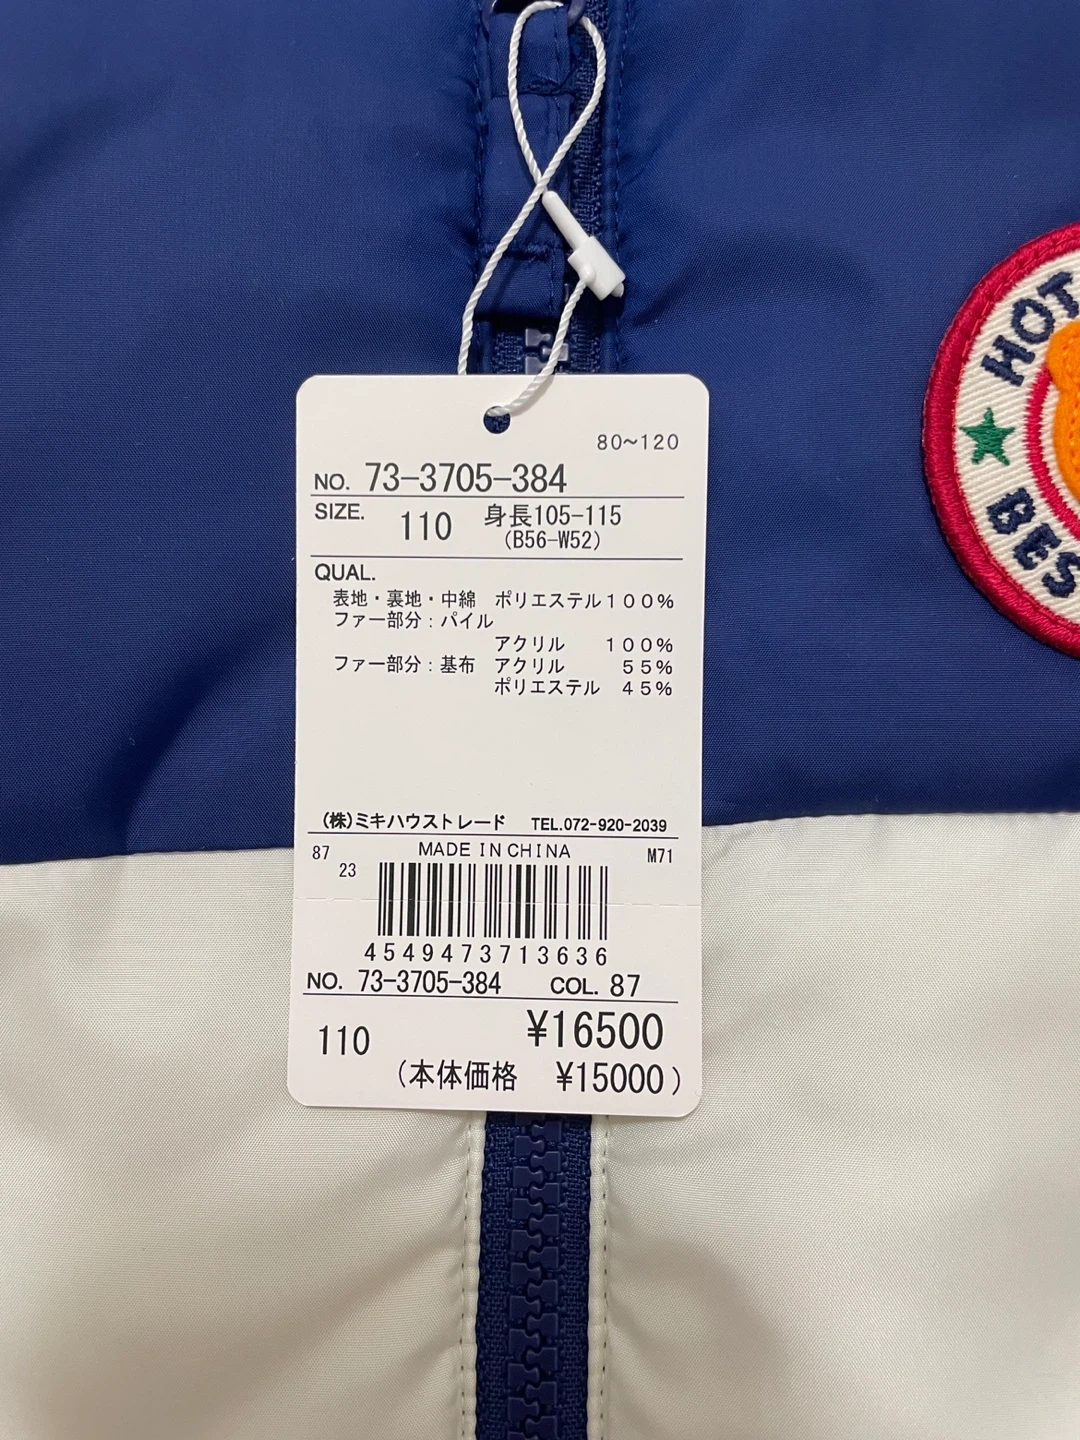 80~120
NO. 73-3705-384
SIZE. 110 身長105-115
(B56-W52)
QUAL.
表地・裏地・中綿 ポリエステル100%
ファー部分:パイル
アクリル 100%
ファー部分:基布 アクリル 55%
ポリエステル 45%
(株)ミキハウストレード TEL.072-920-2039
87 MADE IN CHINA M71
23
4549473713636
NO. 73-3705-384 COL. 87
110 ¥16500
(本体価格 ¥15000)
HOT
BES